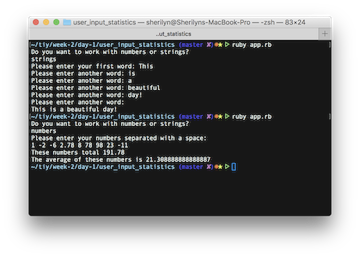 user_input_statistics — sherilyn@Sherilyns-MacBook-Pro — -zsh — 83×24
..ut_statistics
~/tiy/week-2/day-1/user_input_statistics (master ✘) ▷ ruby app.rb
Do you want to work with numbers or strings?
strings
Please enter your first word: This
Please enter another word: is
Please enter another word: a
Please enter another word: beautiful
Please enter another word: day!
Please enter another word:
This is a beautiful day!
~/tiy/week-2/day-1/user_input_statistics (master ✘) ▷ ruby app.rb
Do you want to work with numbers or strings?
numbers
Please enter your numbers separated with a space:
1 -2 -6 2.78 8 78 98 23 -11
These numbers total 191.78
The average of these numbers is 21.308888888888887
~/tiy/week-2/day-1/user_input_statistics (master ✘) ▷